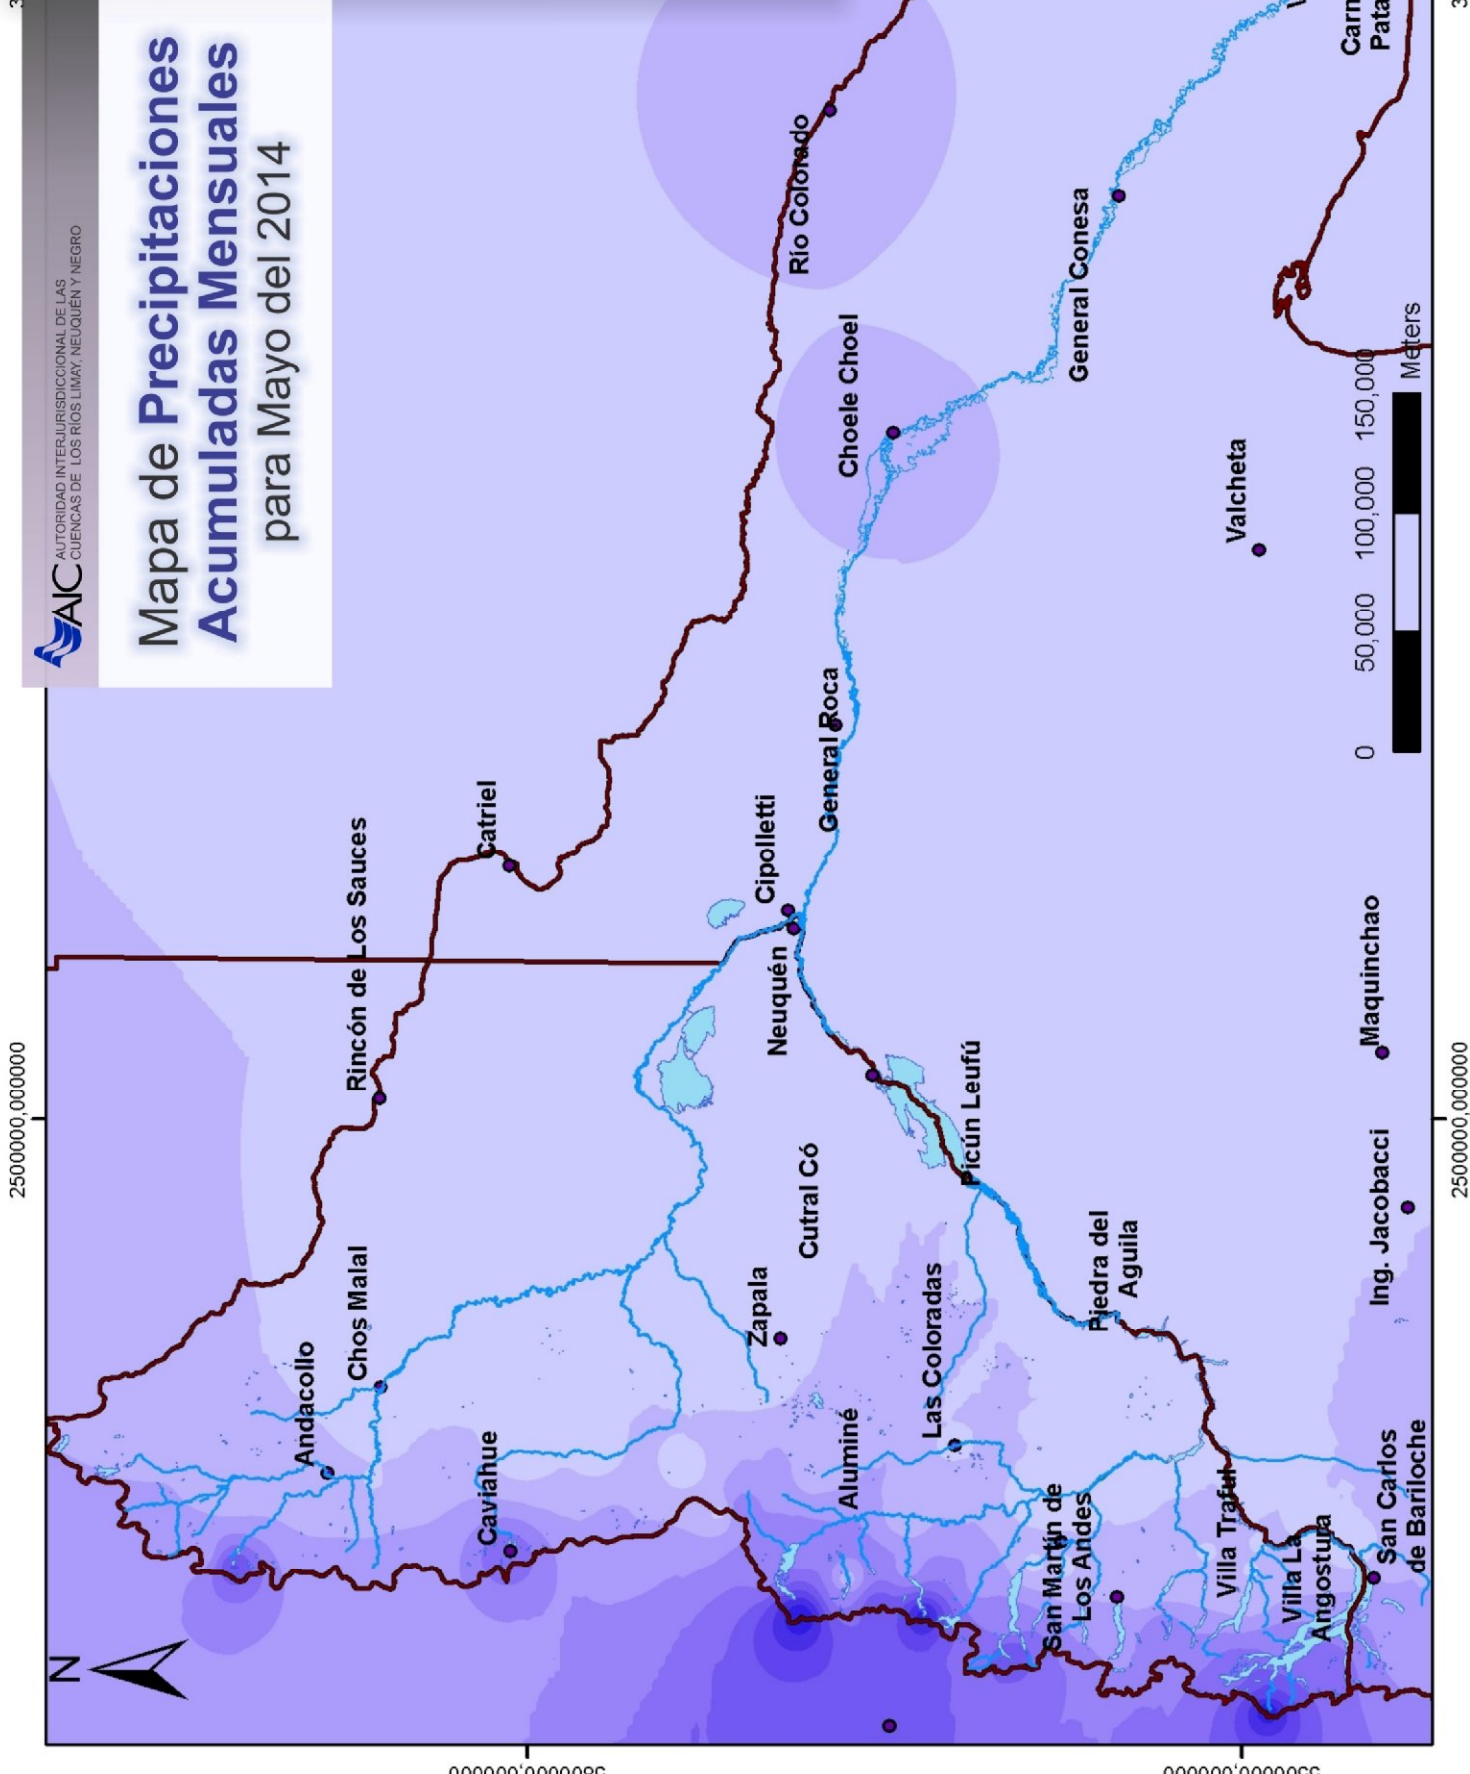 AIC
AUTORIDAD INTERJURISDICCIONAL DE LAS
CUENCAS DE LOS RÍOS LIMAY, NEUQUÉN Y NEGRO
Mapa de Precipitaciones
Acumuladas Mensuales
para Mayo del 2014
N
2500000,000000
Rincón de Los Sauces
Catriel
Chos Malal
Andacollo
Caviahue
Río Colorado
Choele Choel
General Conesa
General Roca
Cipolletti
Neuquén
Cutral Có
Zapala
Picún Leufú
Las Coloradas
Aluminé
Piedra del
Aguila
San Martín de
Los Andes
Villa Traful
Villa La
Angostura
San Carlos
de Bariloche
Ing. Jacobacci
Maquinchao
Valcheta
Carm
Pata
0 50,000 100,000 150,000
Meters
2500000,000000